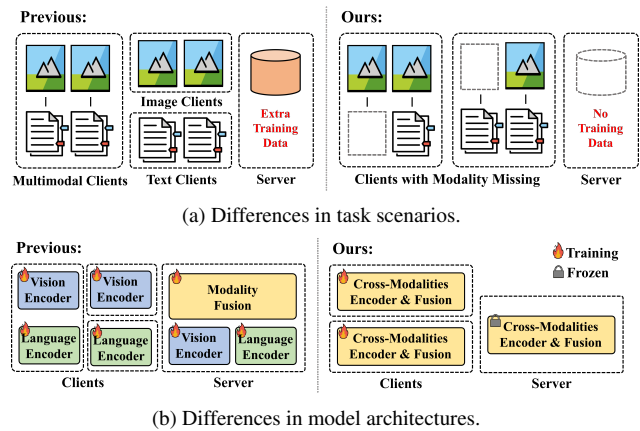 Previous:
Ours:
Image Clients
Extra
Training
Data
No
Training
Data
Multimodal Clients
Text Clients
Server
Clients with Modality Missing
Server
(a) Differences in task scenarios.
Previous:
Ours:
Training
Frozen
Vision
Encoder
Vision
Encoder
Modality
Fusion
Cross-Modalities
Encoder & Fusion
Language
Encoder
Language
Encoder
Vision
Encoder
Language
Encoder
Cross-Modalities
Encoder & Fusion
Cross-Modalities
Encoder & Fusion
Clients
Server
Clients
Server
(b) Differences in model architectures.